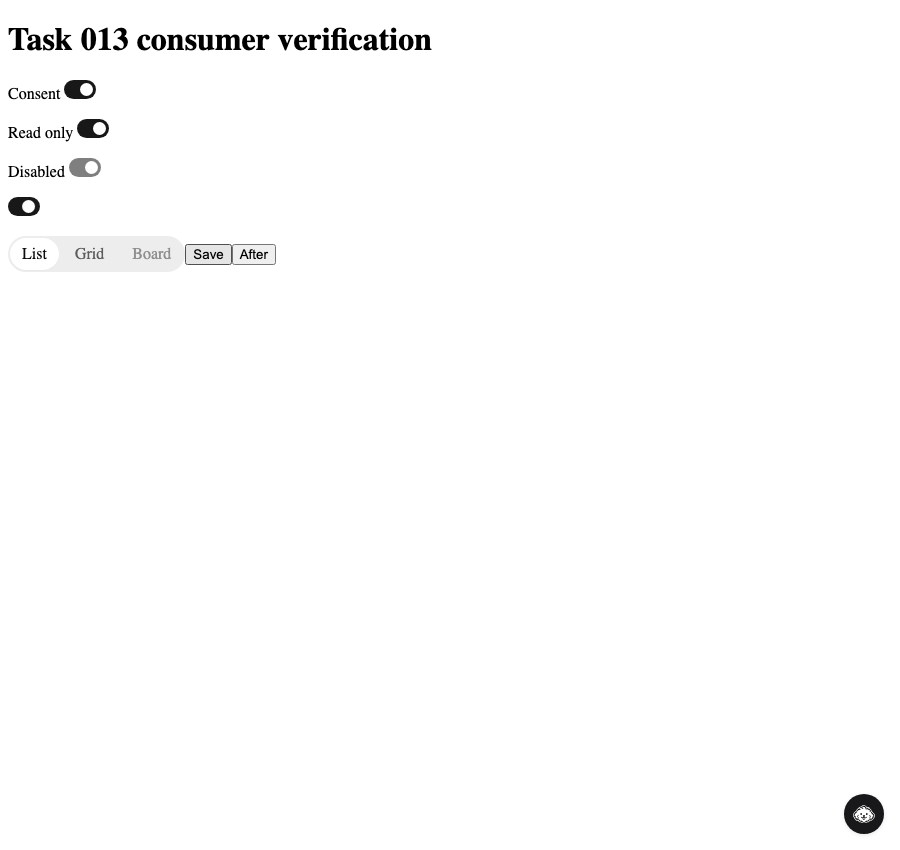 Task 013 consumer verification
Consent
Read only
Disabled
List Grid Board Save After